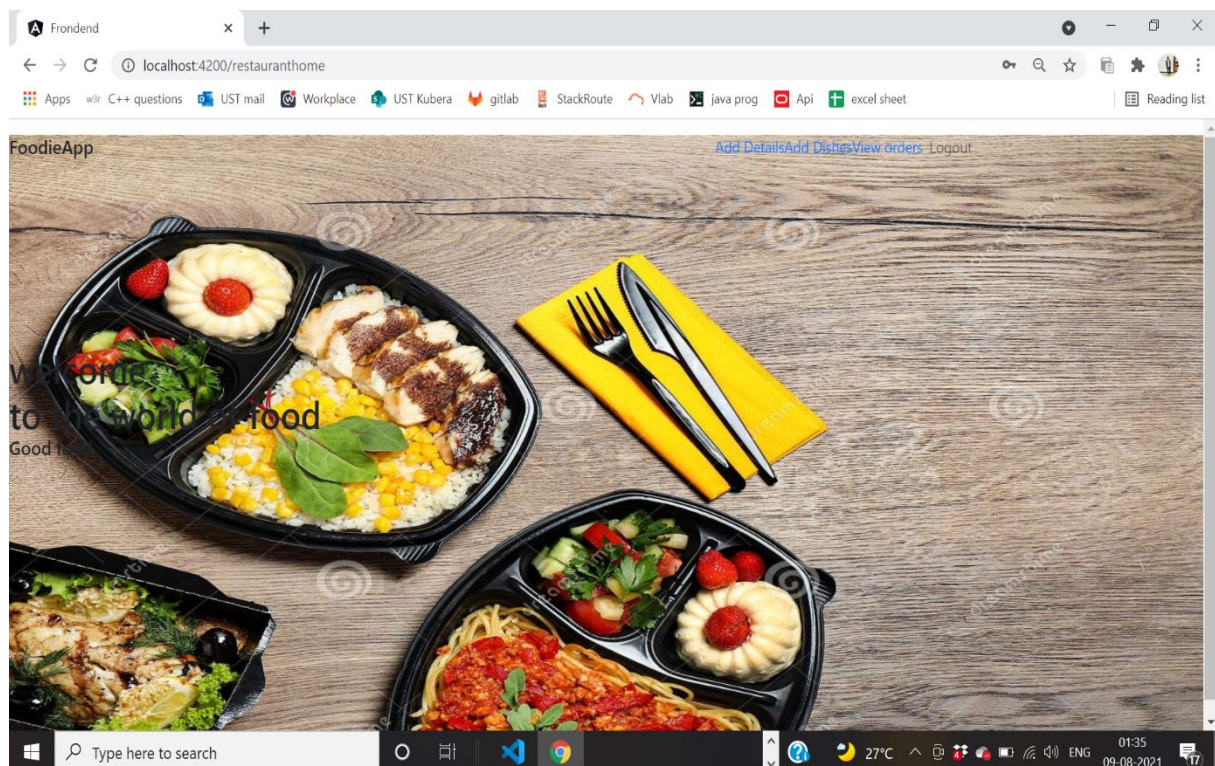 Frondend
localhost:4200/restauranthome
Apps w3r C++ questions UST mail Workplace UST Kubera gitlab StackRoute Vlab java prog Api excel sheet Reading list
FoodieApp Add DetailsAdd DishesView orders Logout
welcome
to the world of food
Good
Type here to search 27°C ENG 01:35
09-08-2021 17